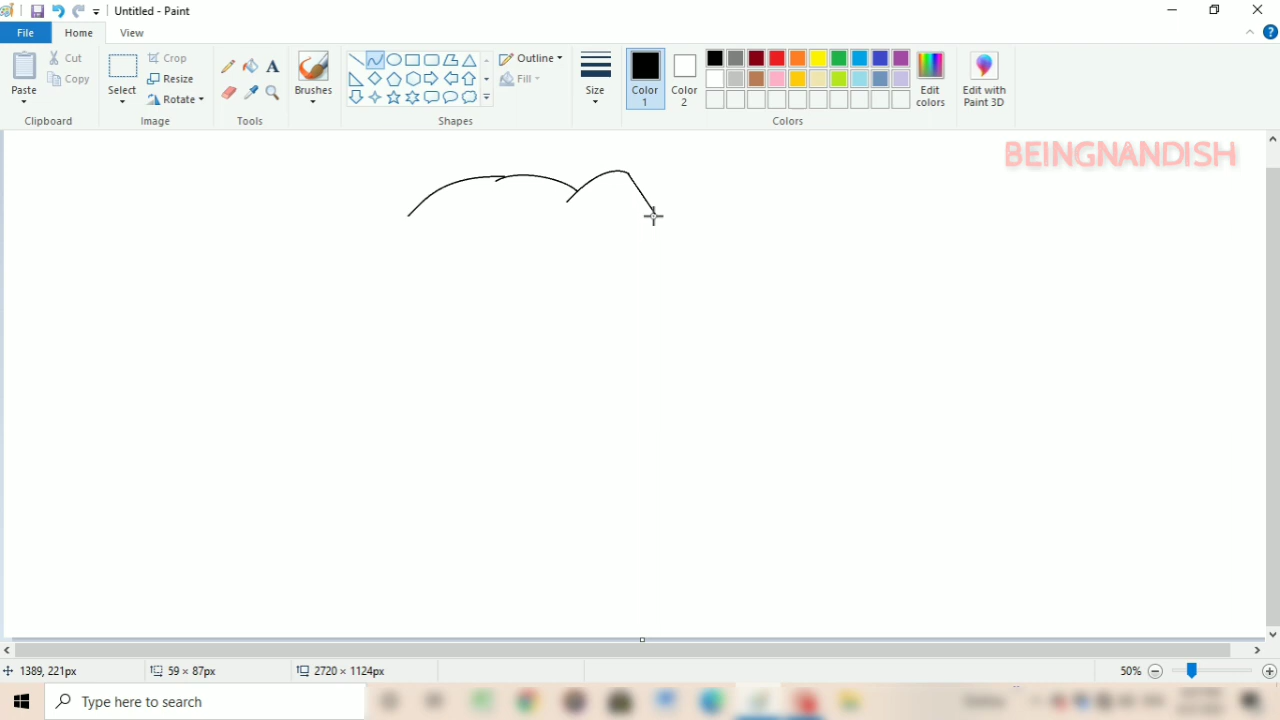 Untitled - Paint
File
Home
View
Paste
Cut
Copy
Clipboard
Select
Crop
Resize
Rotate
Image
A
Tools
Brushes
Shapes
Outline
Fill
Size
Color 1
Color 2
Edit colors
Colors
Edit with Paint 3D
?
BEINGNANDISH
1389, 221px
59 × 87px
2720 × 1124px
50%
Type here to search